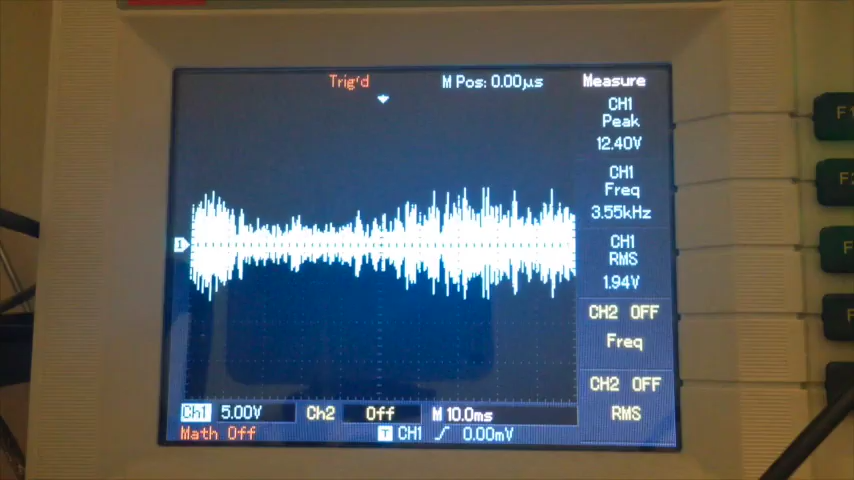 Trig'd M Pos: 0.00µs Measure
CH1
Peak
12.40V
CH1
Freq
3.55kHz
1
CH1
RMS
1.94V
CH2 OFF
Freq
CH2 OFF
RMS
Ch1 5.00V Ch2 Off M 10.0ms
Math Off T CH1 0.00mV